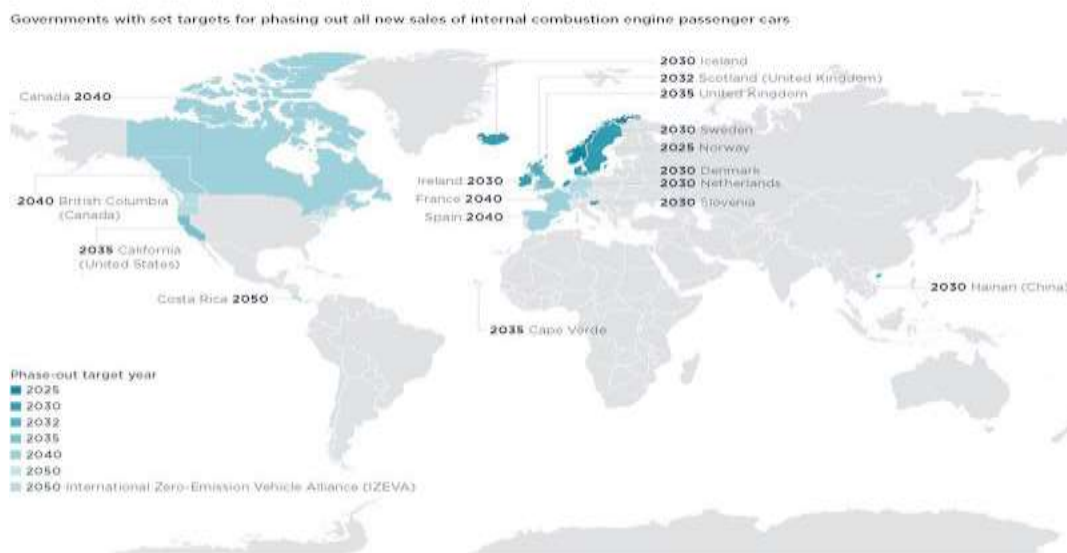 Governments with set targets for phasing out all new sales of internal combustion engine passenger cars
2030 Iceland
2032 Scotland (United Kingdom)
2035 United Kingdom
Canada 2040
2030 Sweden
2025 Norway
2030 Denmark
2030 Netherlands
2030 Slovenia
Ireland 2030
France 2040
Spain 2040
2040 British Columbia
(Canada)
2035 California
(United States)
Costa Rica 2050
2030 Hainan (China)
2035 Cape Verde
Phase-out target year
2025
2030
2032
2035
2040
2050
2050 International Zero-Emission Vehicle Alliance (IZEVA)